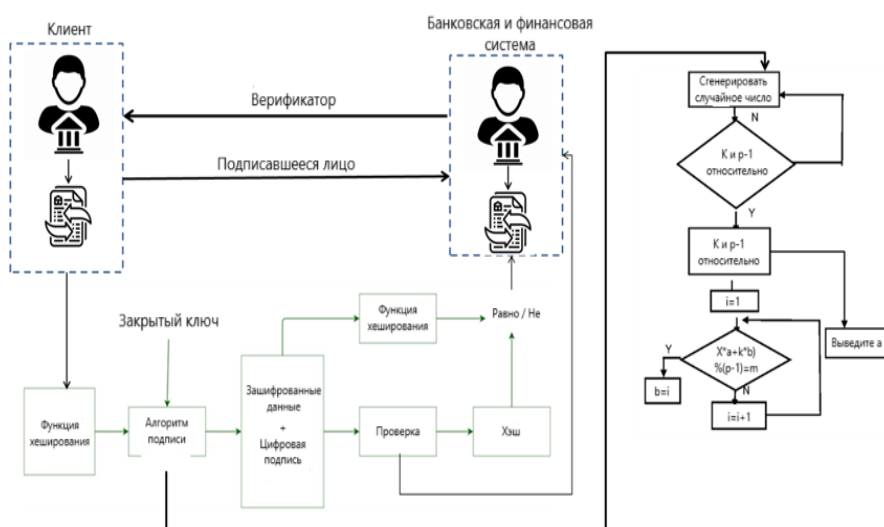 Клиент
Банковская и финансовая
система
Верификатор
Подписавшееся лицо
Закрытый ключ
Функция
хеширования
Алгоритм
подписи
Зашифрованные
данные
+
Цифровая
подпись
Функция
хеширования
Равно / Не
Проверка
Хэш
Сгенерировать
случайное число
N
К и р-1
относительно
Y
К и р-1
относительно
i=1
Выведите а
X*a+k*b)
%(p-1)=m
Y
N
b=i
i=i+1